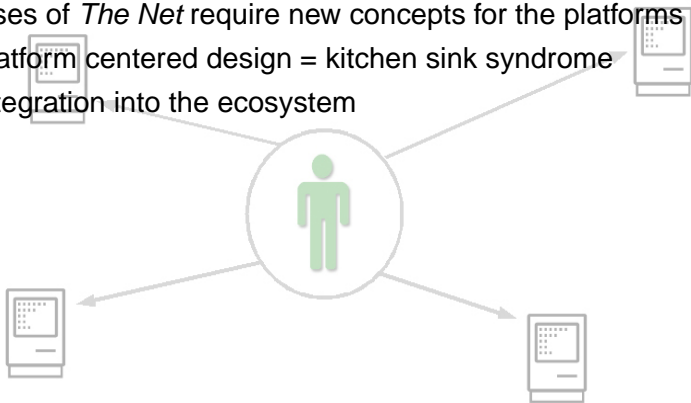 ses of The Net require new concepts for the platforms
atform centered design = kitchen sink syndrome
tegration into the ecosystem